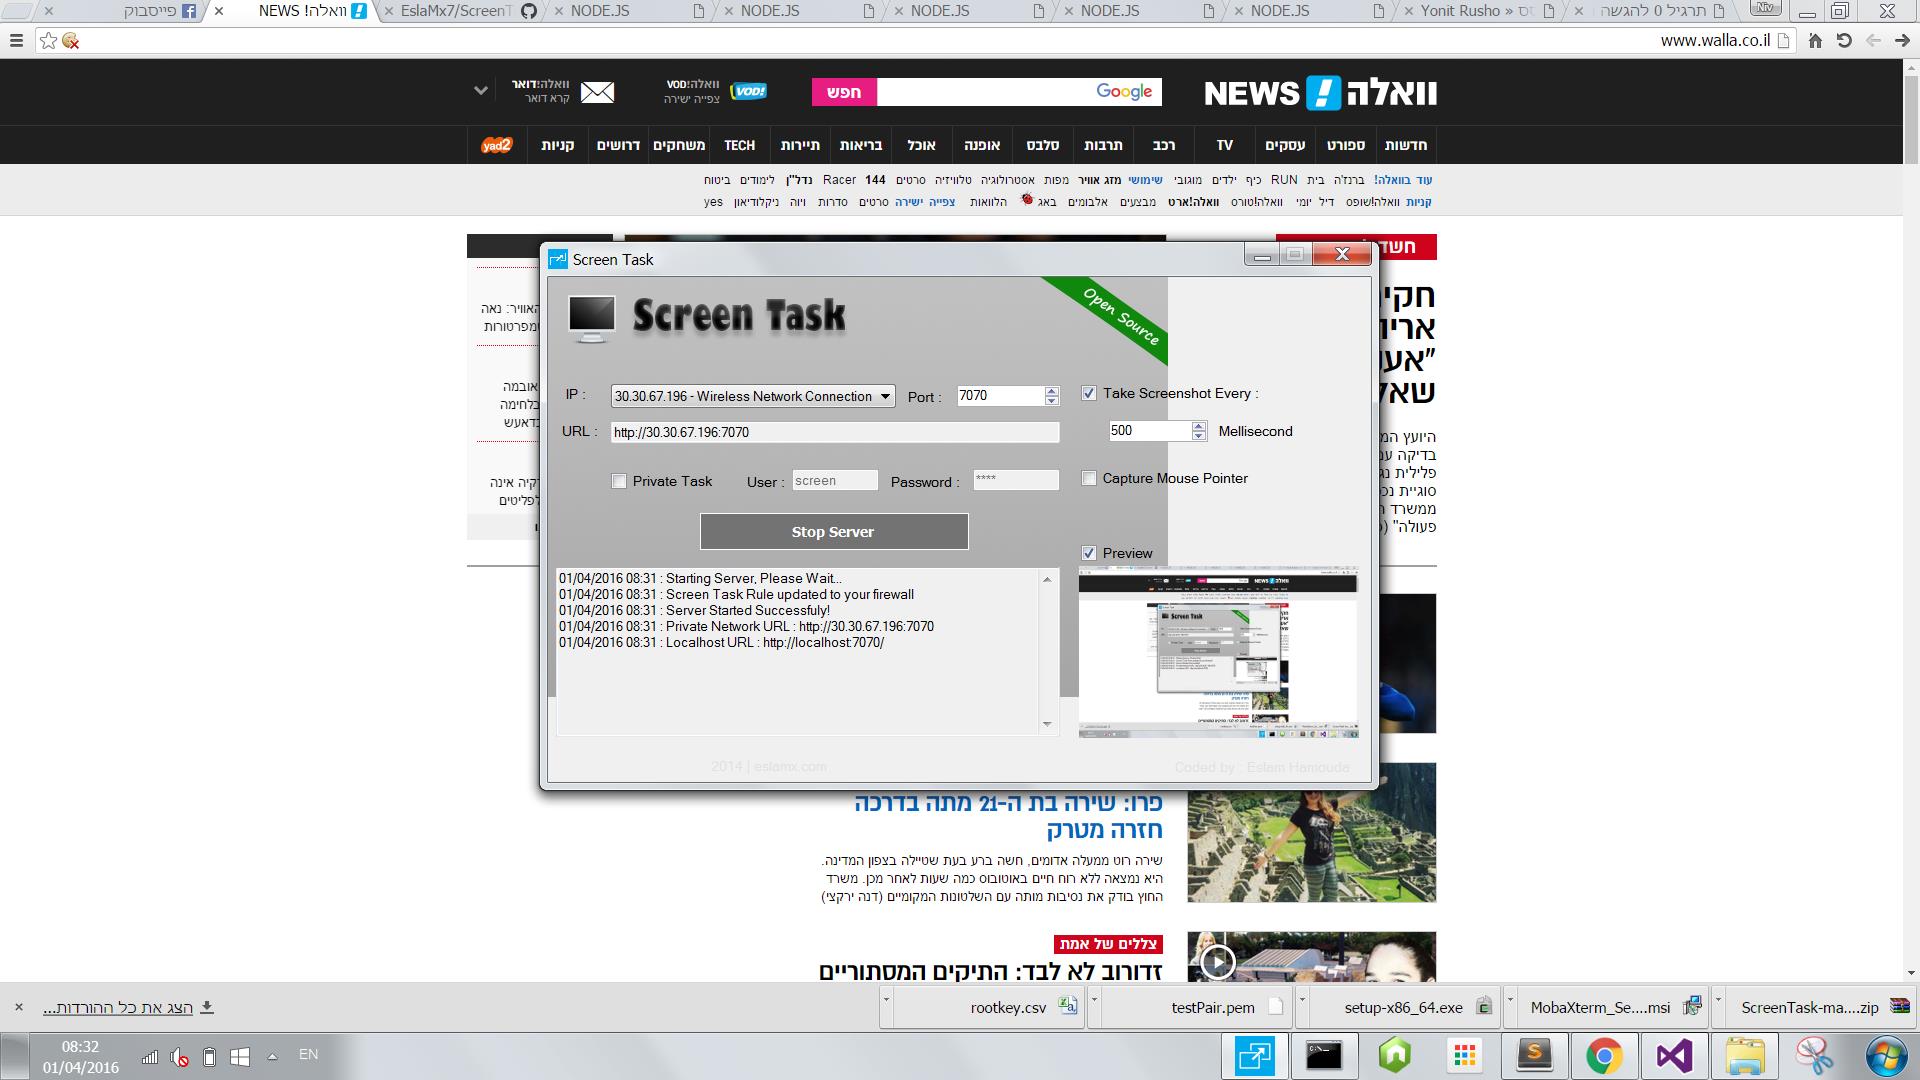 פייסבוק
וואלה! NEWS
EslaMx7/ScreenT
NODE.JS
NODE.JS
NODE.JS
NODE.JS
NODE.JS
Yonit Rusho »
תרגיל 0 להגשה
Niv
www.walla.co.il
וואלה! NEWS
Google
חפש
וואלה!VOD
צפייה ישירה
VOD!
וואלה!דואר
קרא דואר
חדשות ספורט עסקים TV רכב תרבות סלבס אופנה אוכל בריאות תיירות TECH משחקים דרושים קניות yad2
עוד בוואלה! ברנז'ה בית RUN כיף ילדים מוגובי שימושי מזג אוויר מפות אסטרולוגיה טלוויזיה סרטים Racer 144 נדל"ן לימודים ביטוח
קניות וואלה!שופס דיל יומי וואלה!טורס וואלה!ארט מבצעים אלבומים באג הלוואות צפייה ישירה סרטים סדרות ויוה ניקלודיאון yes
חשד
חקי
ארי
"אע
שאל
היועץ המ
בדיקה עמ
פלילית נג
סוגיית נכ
ממשרד ר
פעולה"
האוויר: נאה
טמפרטורות
אובמה
בלחימה
בדאעש
רקיה אינה
לפליטים
Screen Task
Screen Task
Open Source
IP :
30.30.67.196 - Wireless Network Connection
Port :
7070
Take Screenshot Every :
URL :
http://30.30.67.196:7070
500
Mellisecond
Private Task
User :
screen
Password :
****
Capture Mouse Pointer
Stop Server
Preview
01/04/2016 08:31 : Starting Server, Please Wait...
01/04/2016 08:31 : Screen Task Rule updated to your firewall
01/04/2016 08:31 : Server Started Successfuly!
01/04/2016 08:31 : Private Network URL : http://30.30.67.196:7070
01/04/2016 08:31 : Localhost URL : http://localhost:7070/
2014 | eslamx.com
Coded by : Eslam Hamouda
פרו: שירה בת ה-21 מתה בדרכה
חזרה מטרק
שירה רוט ממעלה אדומים, חשה ברע בעת שטיילה בצפון המדינה.
היא נמצאה ללא רוח חיים באוטובוס כמה שעות לאחר מכן. משרד
החוץ בודק את נסיבות מותה עם השלטונות המקומיים (דנה ירקצי)
צללים של אמת
זדורוב לא לבד: התיקים המסתוריים
הצג את כל ההורדות...
rootkey.csv
testPair.pem
setup-x86_64.exe
MobaXterm_Se....msi
ScreenTask-ma....zip
08:32
01/04/2016
EN